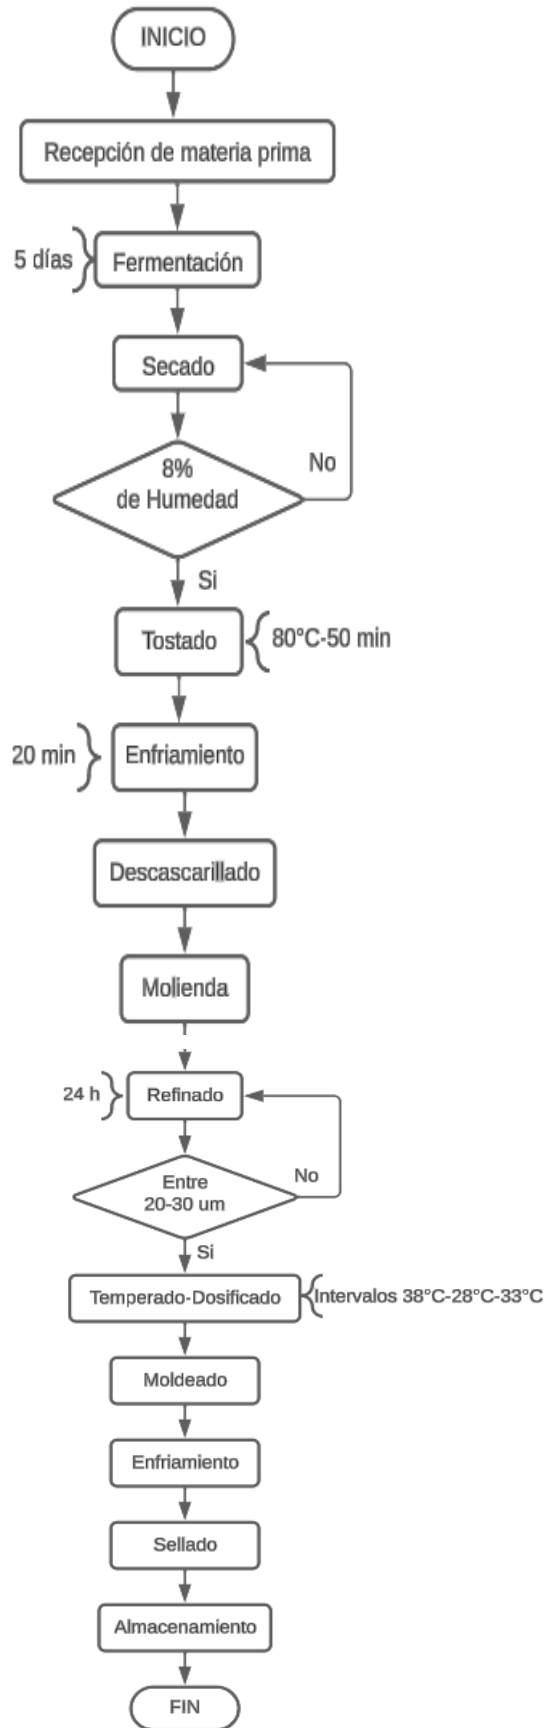 INICIO
Recepción de materia prima
5 días
Fermentación
Secado
8%
de Humedad
No
Si
Tostado
80°C-50 min
20 min
Enfriamiento
Descascarillado
Molienda
24 h
Refinado
Entre
20-30 um
No
Si
Temperado-Dosificado
Intervalos 38°C-28°C-33°C
Moldeado
Enfriamiento
Sellado
Almacenamiento
FIN